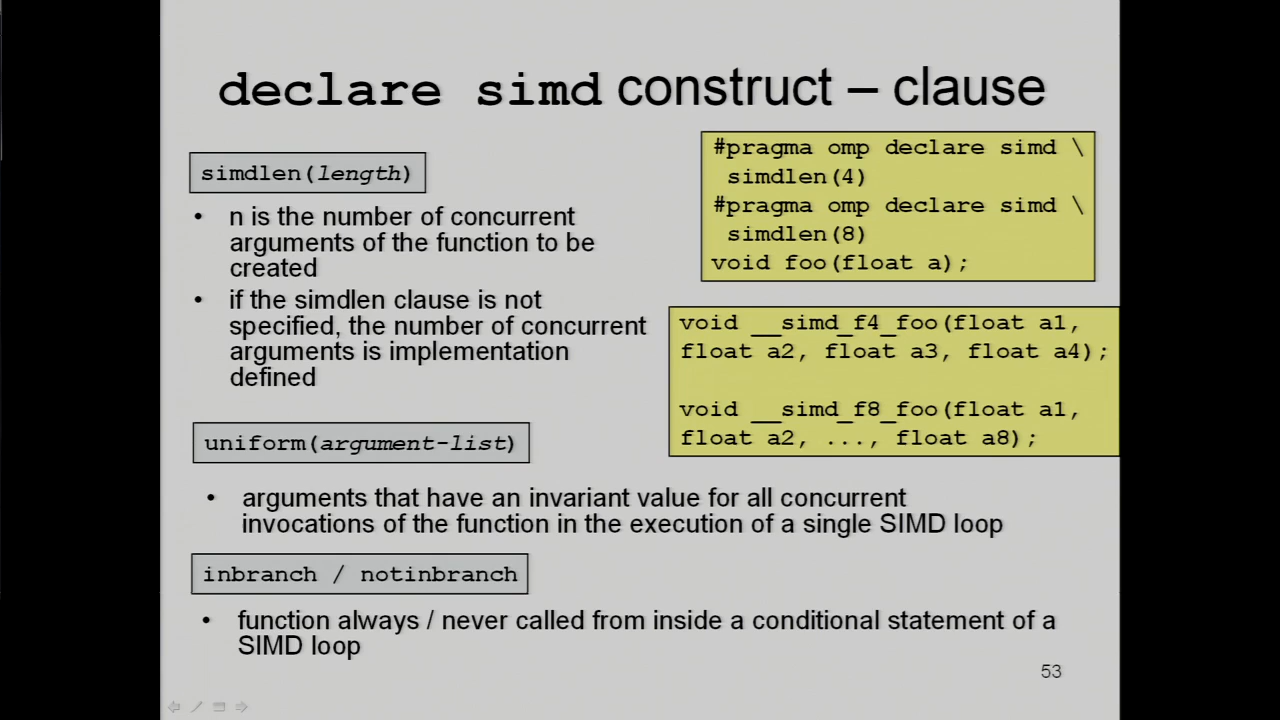 declare simd construct – clause
simdlen(length)
• n is the number of concurrent
arguments of the function to be
created
• if the simdlen clause is not
specified, the number of concurrent
arguments is implementation
defined
#pragma omp declare simd \
simdlen(4)
#pragma omp declare simd \
simdlen(8)
void foo(float a);
void __simd_f4_foo(float a1,
float a2, float a3, float a4);
void __simd_f8_foo(float a1,
float a2, ..., float a8);
uniform(argument-list)
• arguments that have an invariant value for all concurrent
invocations of the function in the execution of a single SIMD loop
inbranch / notinbranch
• function always / never called from inside a conditional statement of a
SIMD loop
53